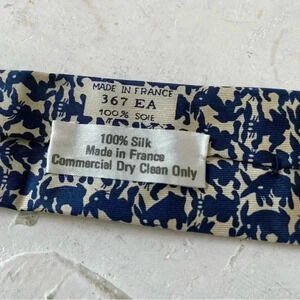 MADE IN FRANCE
367 EA
100% SOIE
100% Silk
Made in France
Commercial Dry Clean Only